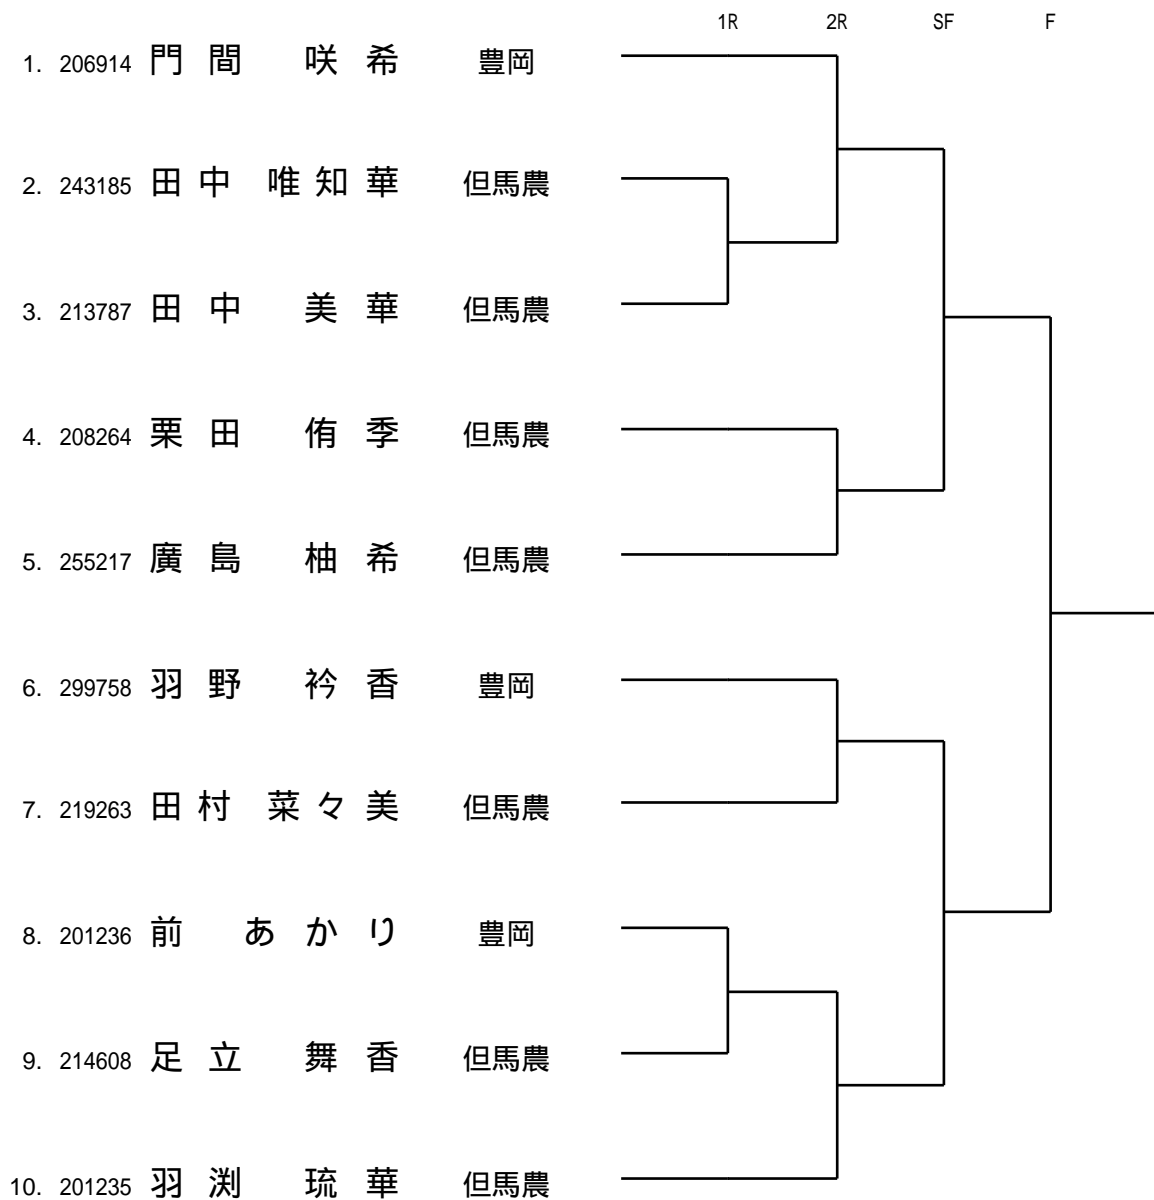 1R 2R SF F
1. 206914 門間 咲希 豊岡
2. 243185 田中 唯知華 但馬農
3. 213787 田中 美華 但馬農
4. 208264 栗田 侑季 但馬農
5. 255217 廣島 柚希 但馬農
6. 299758 羽野 衿香 豊岡
7. 219263 田村 菜々美 但馬農
8. 201236 前 あかり 豊岡
9. 214608 足立 舞香 但馬農
10. 201235 羽渕 琉華 但馬農